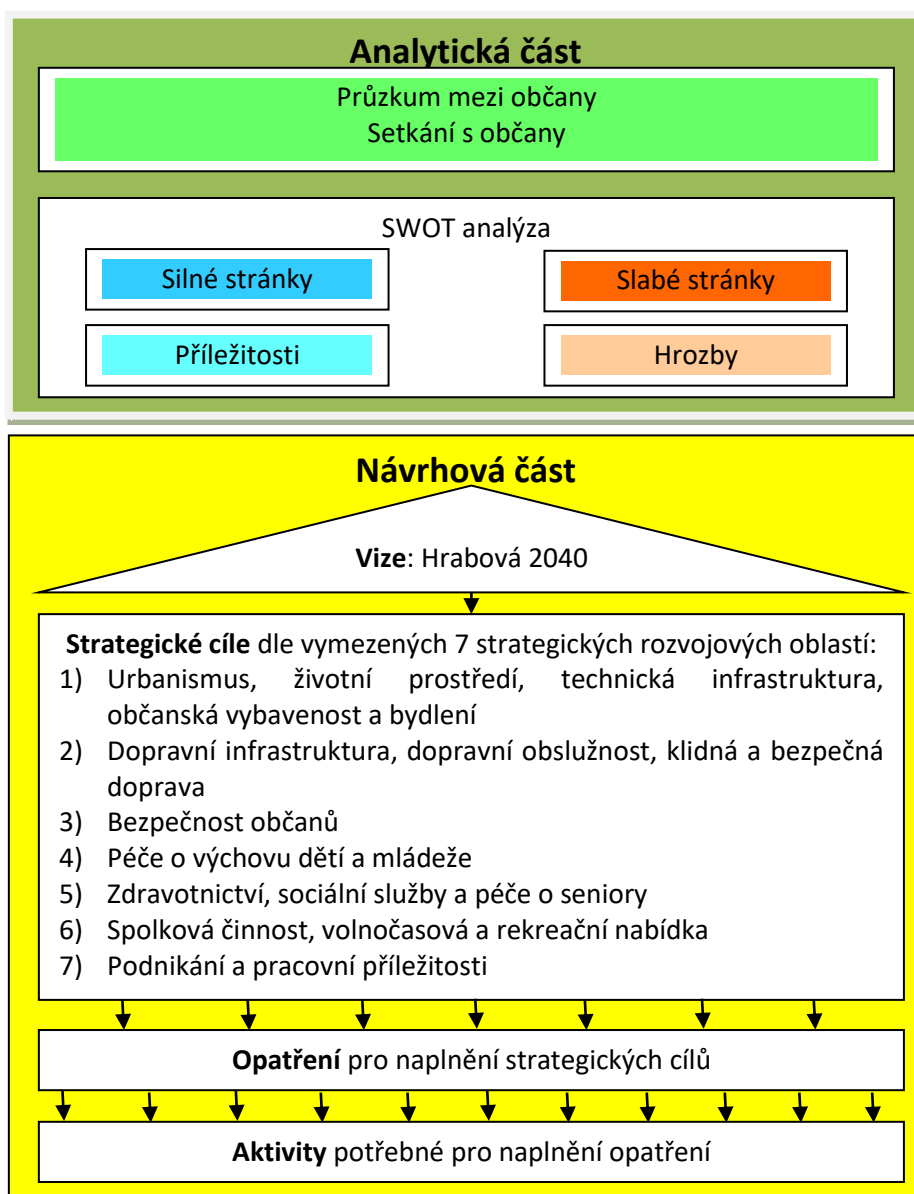 Analytická část
Průzkum mezi občany
Setkání s občany
SWOT analýza
Silné stránky
Slabé stránky
Příležitosti
Hrozby
Návrhová část
Vize: Hrabová 2040
Strategické cíle dle vymezených 7 strategických rozvojových oblastí:
1) Urbanismus, životní prostředí, technická infrastruktura,
občanská vybavenost a bydlení
2) Dopravní infrastruktura, dopravní obslužnost, klidná a bezpečná
doprava
3) Bezpečnost občanů
4) Péče o výchovu dětí a mládeže
5) Zdravotnictví, sociální služby a péče o seniory
6) Spolková činnost, volnočasová a rekreační nabídka
7) Podnikání a pracovní příležitosti
Opatření pro naplnění strategických cílů
Aktivity potřebné pro naplnění opatření